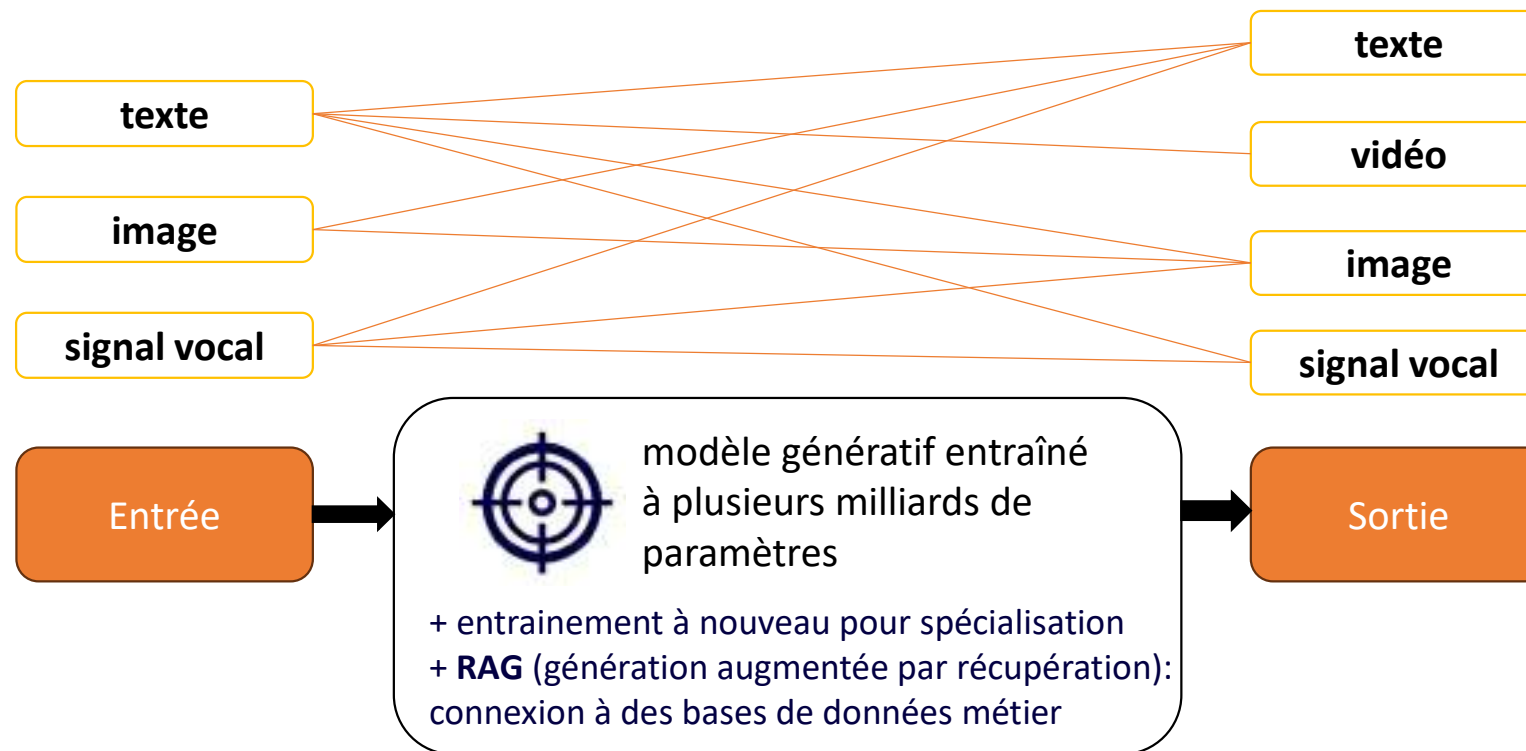 texte
image
signal vocal
texte
vidéo
image
signal vocal
Entrée
modèle génératif entraîné
à plusieurs milliards de
paramètres
+ entrainement à nouveau pour spécialisation
+ RAG (génération augmentée par récupération):
connexion à des bases de données métier
Sortie